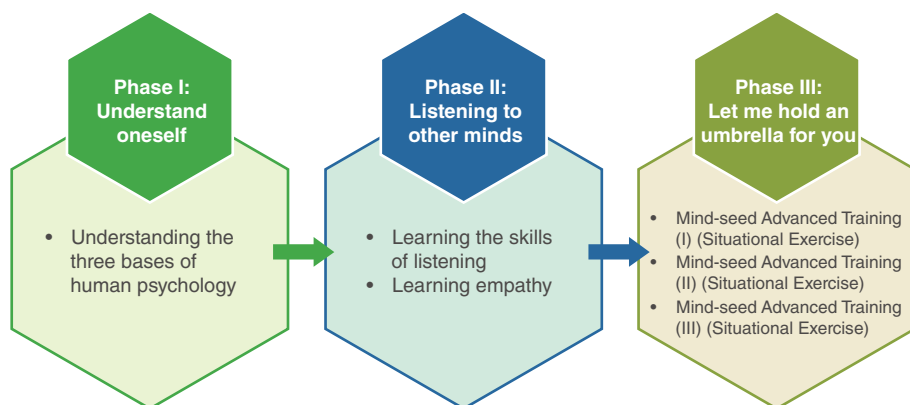 Phase I:
Understand
oneself
• Understanding the
three bases of
human psychology
Phase II:
Listening to
other minds
• Learning the skills
of listening
• Learning empathy
Phase III:
Let me hold an
umbrella for you
• Mind-seed Advanced Training
(I) (Situational Exercise)
• Mind-seed Advanced Training
(II) (Situational Exercise)
• Mind-seed Advanced Training
(III) (Situational Exercise)